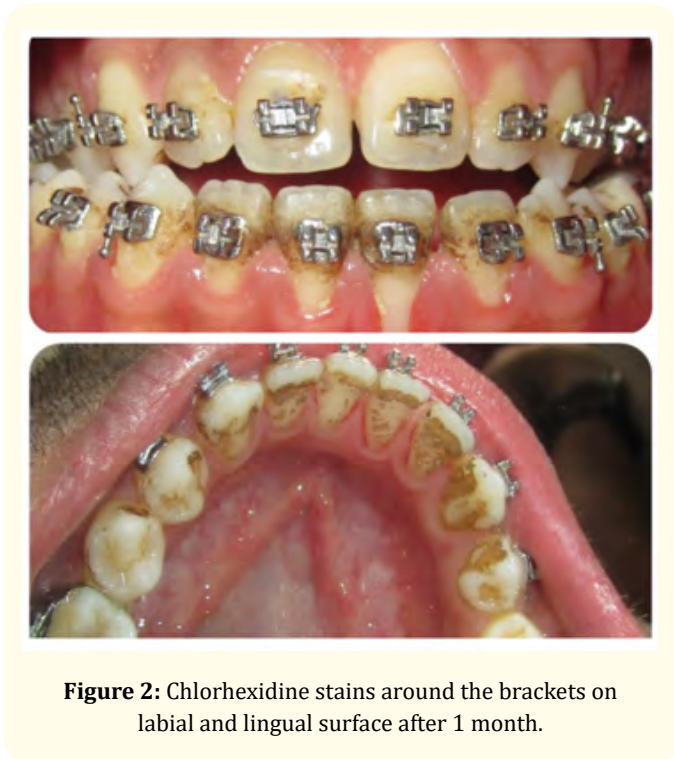 Figure 2: Chlorhexidine stains around the brackets on
labial and lingual surface after 1 month.